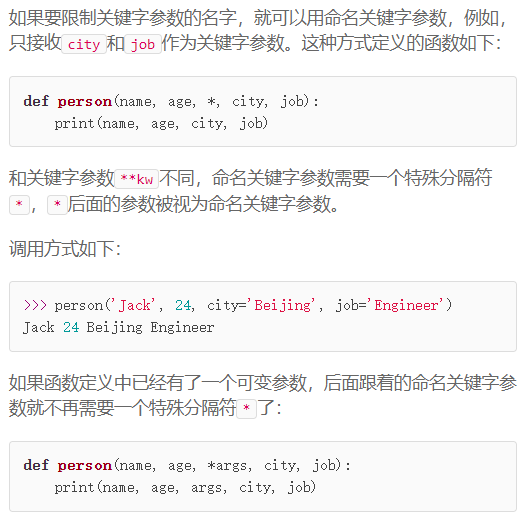 如果要限制关键字参数的名字，就可以用命名关键字参数，例如，
只接收city和job作为关键字参数。这种方式定义的函数如下：
def person(name, age, *, city, job):
    print(name, age, city, job)
和关键字参数**kw不同，命名关键字参数需要一个特殊分隔符
*，*后面的参数被视为命名关键字参数。
调用方式如下：
>>> person('Jack', 24, city='Beijing', job='Engineer')
Jack 24 Beijing Engineer
如果函数定义中已经有了一个可变参数，后面跟着的命名关键字参
数就不再需要一个特殊分隔符*了：
def person(name, age, *args, city, job):
    print(name, age, args, city, job)